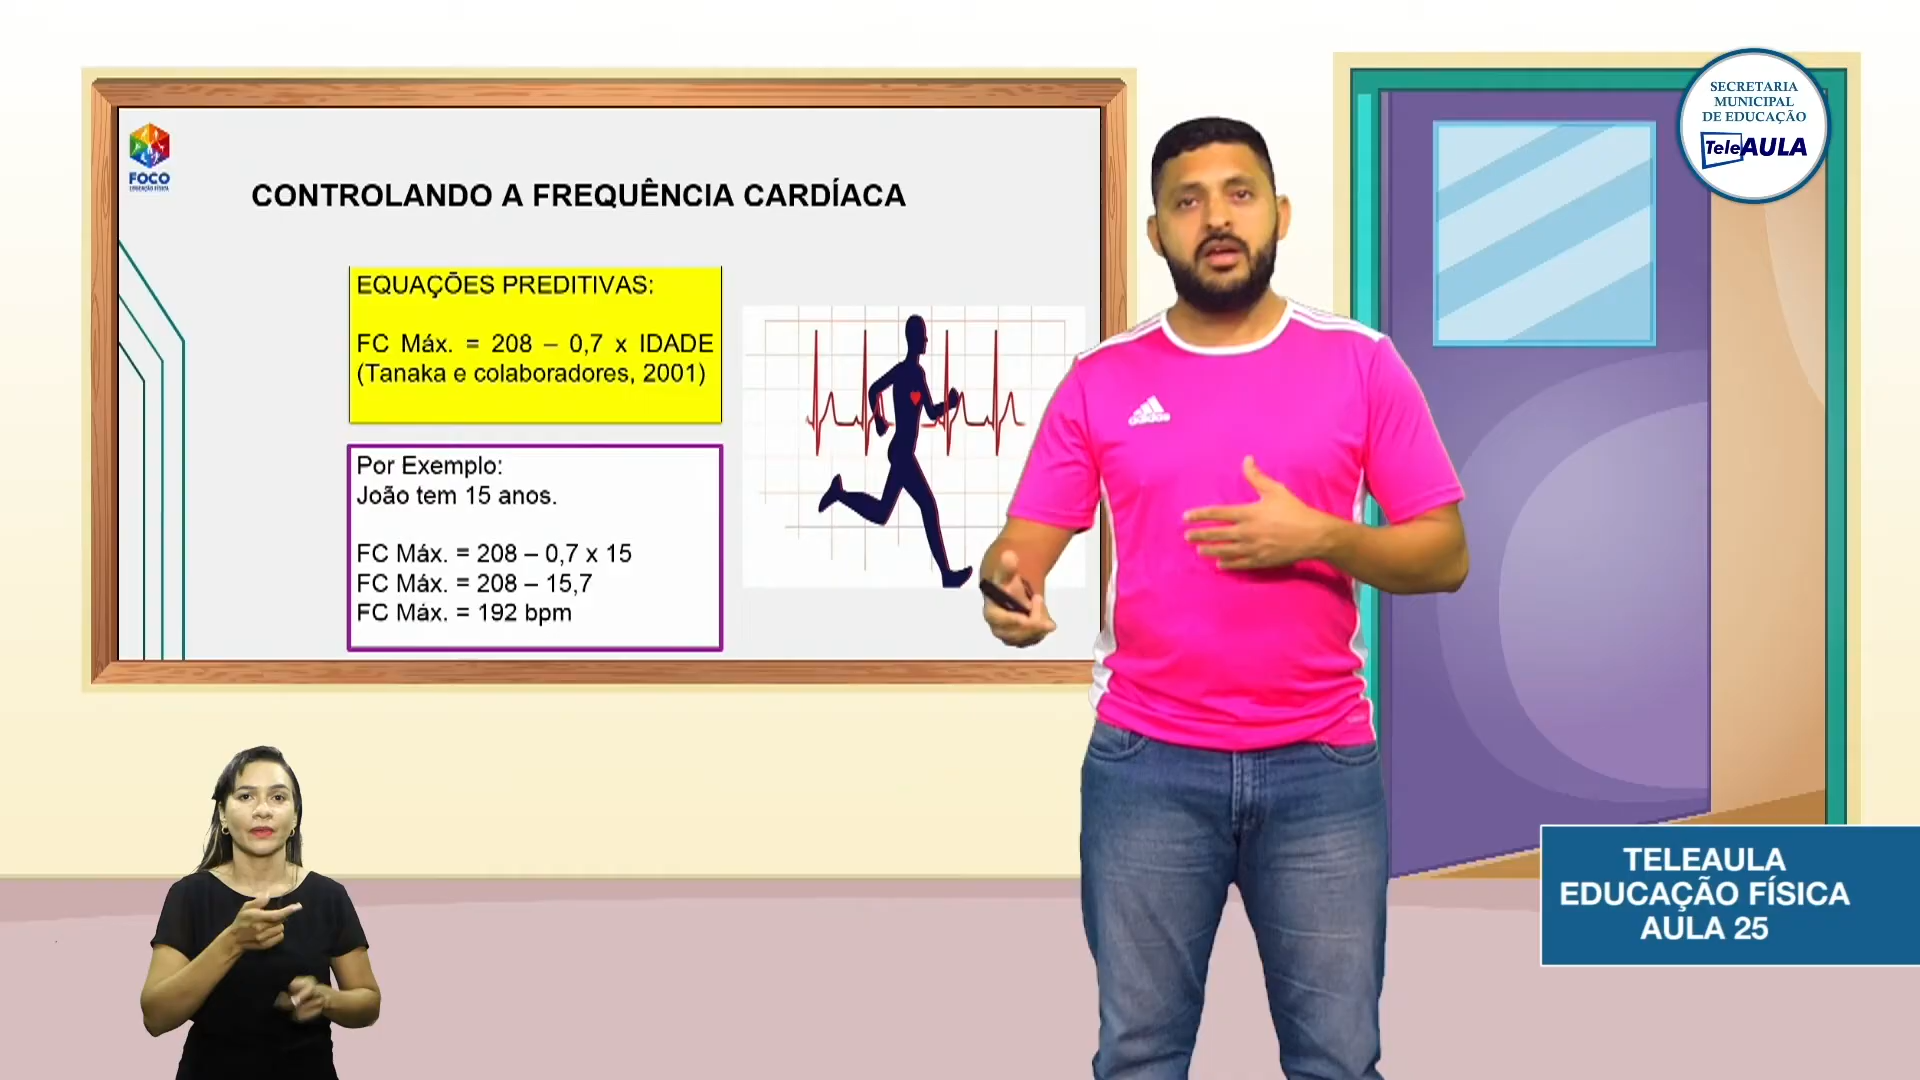 FOCO
CONTROLANDO A FREQUÊNCIA CARDÍACA
EQUAÇÕES PREDITIVAS:
FC Máx. = 208 – 0,7 x IDADE
(Tanaka e colaboradores, 2001)
Por Exemplo:
João tem 15 anos.
FC Máx. = 208 – 0,7 x 15
FC Máx. = 208 – 15,7
FC Máx. = 192 bpm
adidas
SECRETARIA
MUNICIPAL
DE EDUCAÇÃO
TeleAULA
TELEAULA
EDUCAÇÃO FÍSICA
AULA 25